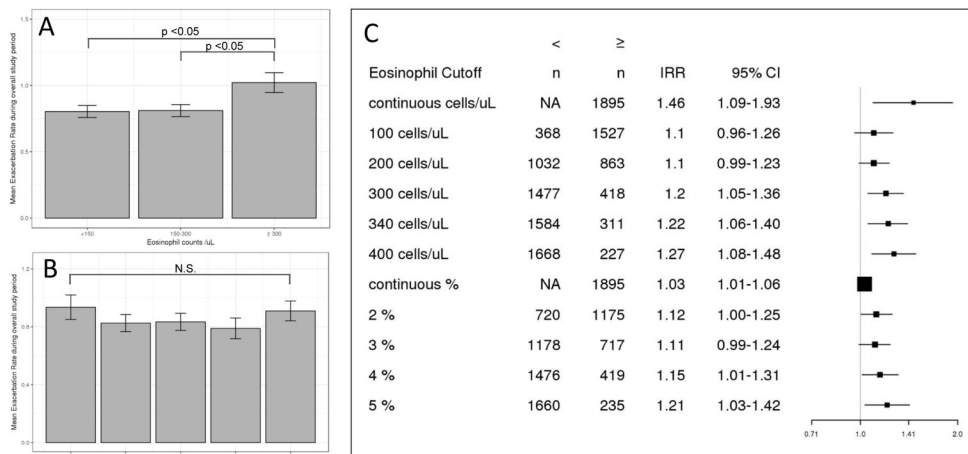 A
Mean Exacerbation Rate during overall study period
1.5
1.0
0.5
0.0
p <0.05
p <0.05
<150
150-300
≥ 300
Eosinophil counts /uL
B
Mean Exacerbation Rate during overall study period
1.2
0.8
0.4
0.0
N.S.
C
< ≥
Eosinophil Cutoff n n IRR 95% CI
continuous cells/uL NA 1895 1.46 1.09-1.93
100 cells/uL 368 1527 1.1 0.96-1.26
200 cells/uL 1032 863 1.1 0.99-1.23
300 cells/uL 1477 418 1.2 1.05-1.36
340 cells/uL 1584 311 1.22 1.06-1.40
400 cells/uL 1668 227 1.27 1.08-1.48
continuous % NA 1895 1.03 1.01-1.06
2 % 720 1175 1.12 1.00-1.25
3 % 1178 717 1.11 0.99-1.24
4 % 1476 419 1.15 1.01-1.31
5 % 1660 235 1.21 1.03-1.42
0.71 1.0 1.41 2.0